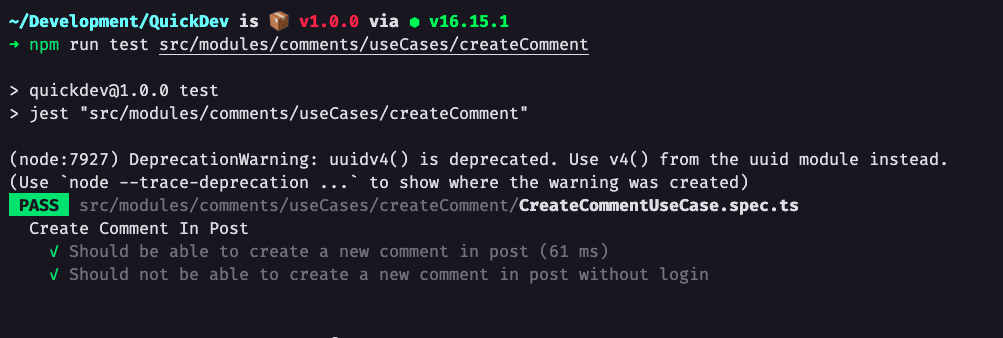 ~/Development/QuickDev is 📦 v1.0.0 via ⬢ v16.15.1
➜ npm run test src/modules/comments/useCases/createComment
> quickdev@1.0.0 test
> jest "src/modules/comments/useCases/createComment"
(node:7927) DeprecationWarning: uuidv4() is deprecated. Use v4() from the uuid module instead.
(Use `node --trace-deprecation ...` to show where the warning was created)
PASS src/modules/comments/useCases/createComment/CreateCommentUseCase.spec.ts
Create Comment In Post
√ Should be able to create a new comment in post (61 ms)
√ Should not be able to create a new comment in post without login